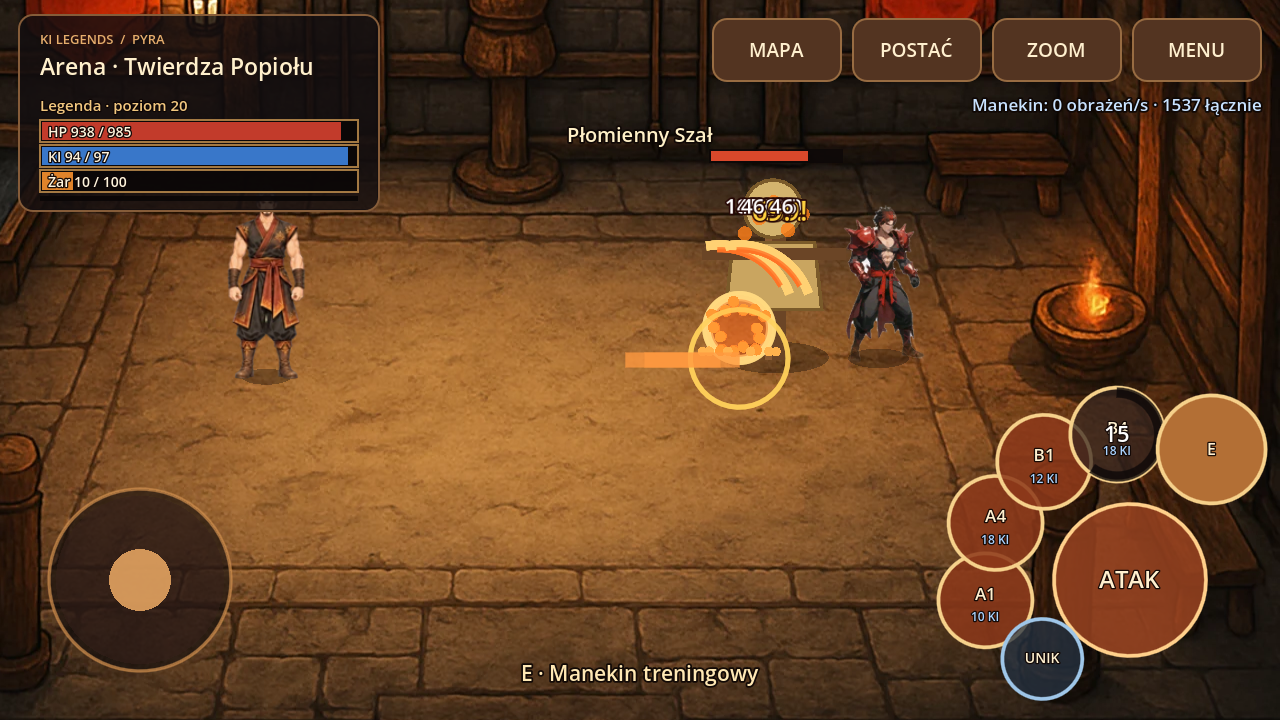 KI LEGENDS / PYRA
Arena · Twierdza Popiołu
Legenda · poziom 20
HP 938 / 985
KI 94 / 97
Żar 10 / 100
MAPA
POSTAĆ
ZOOM
MENU
Manekin: 0 obrażeń/s · 1537 łącznie
Płomienny Szał
15
18 KI
E
B1
12 KI
A4
18 KI
ATAK
A1
10 KI
UNIK
E · Manekin treningowy